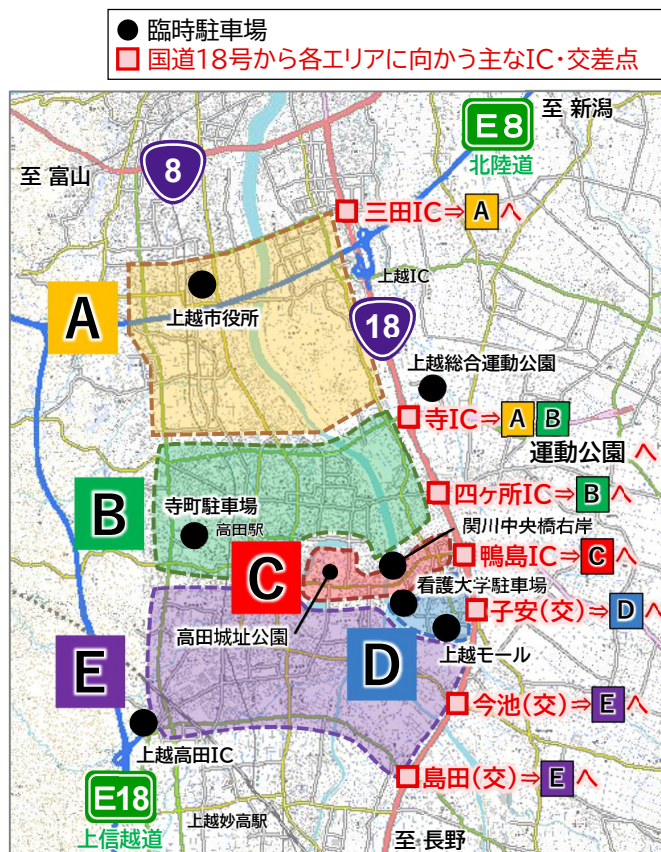 ● 臨時駐車場
国道18号から各エリアに向かう主なIC・交差点
E8
至 新潟
北陸道
8
至 富山
三田IC⇒Aへ
上越IC
上越市役所
A
18
上越総合運動公園
寺IC⇒A B
運動公園 へ
四ケ所IC⇒Bへ
B
寺町駐車場
高田駅
関川中央橋右岸
C
鴨島IC⇒Cへ
看護大学駐車場
子安(交)⇒Dへ
高田城址公園
D
上越モール
E
今池(交)⇒Eへ
上越高田IC
島田(交)⇒Eへ
E18
上信越道
上越妙高駅
至 長野